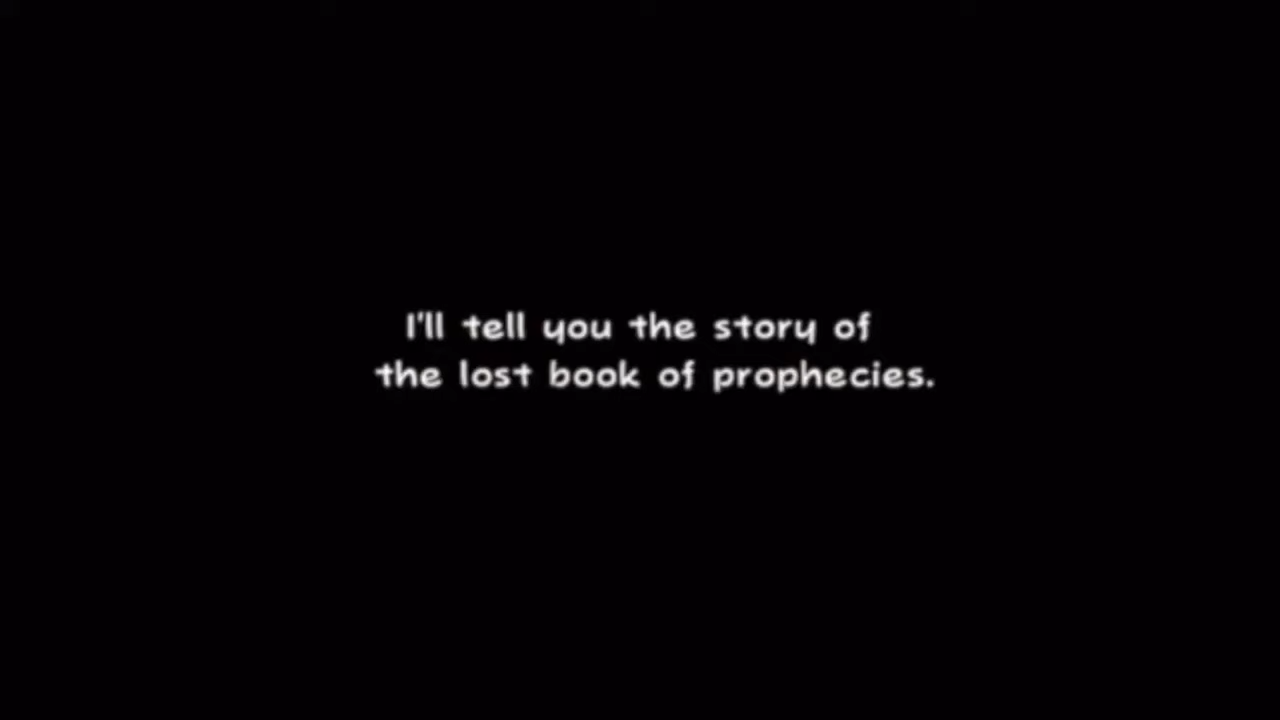 I'll tell you the story of
the lost book of prophecies.